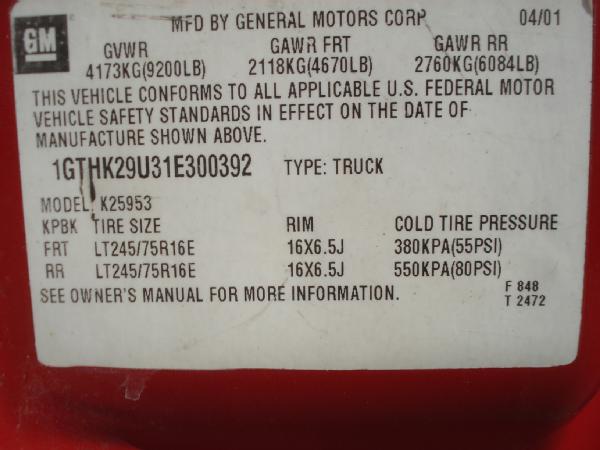 GM
MFD BY GENERAL MOTORS CORP 04/01
GVWR GAWR FRT GAWR RR
4173KG(9200LB) 2118KG(4670LB) 2760KG(6084LB)
THIS VEHICLE CONFORMS TO ALL APPLICABLE U.S. FEDERAL MOTOR
VEHICLE SAFETY STANDARDS IN EFFECT ON THE DATE OF
MANUFACTURE SHOWN ABOVE.
1GTHK29U31E300392 TYPE: TRUCK
MODEL: K25953
KPBK TIRE SIZE RIM COLD TIRE PRESSURE
FRT LT245/75R16E 16X6.5J 380KPA(55PSI)
RR LT245/75R16E 16X6.5J 550KPA(80PSI)
SEE OWNER'S MANUAL FOR MORE INFORMATION.
F 848
T 2472